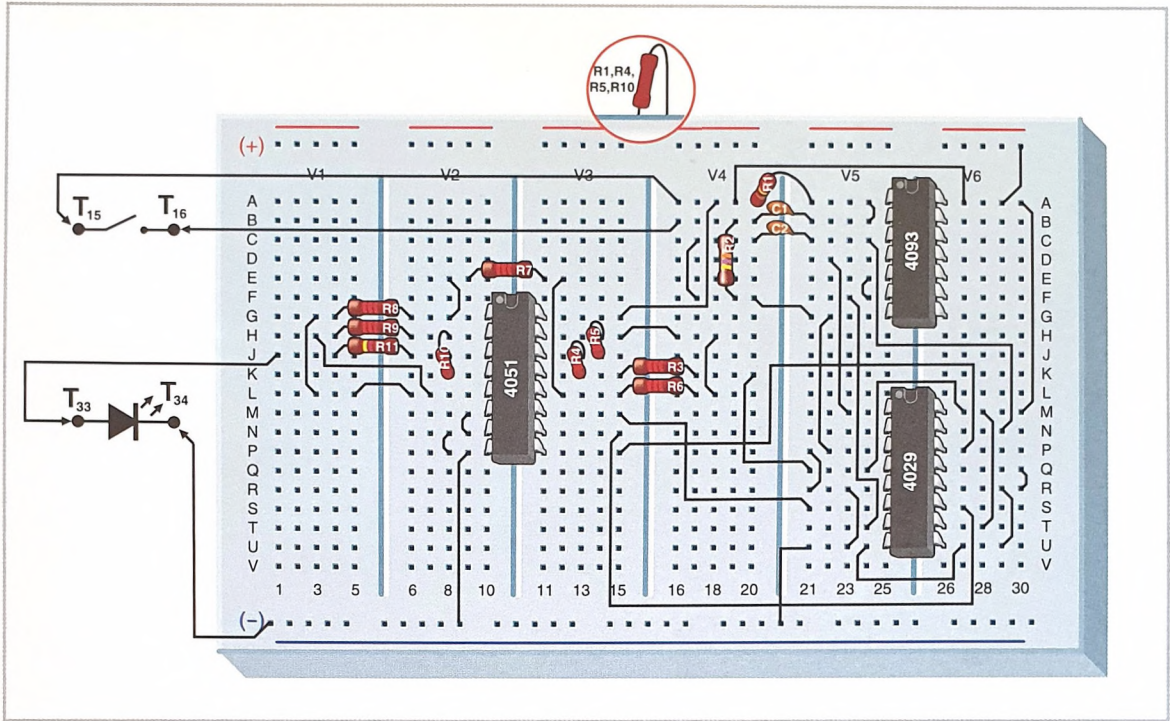 R1,R4,
R5,R10
(+)
V1 V2 V3 V4 V5 V6
A A
B B
C C
D D
E E
F F
G G
H H
J J
K K
L L
M M
N N
P P
Q Q
R R
S S
T T
U U
V V
T15 T16
T33 T34
R1
C1
C2
R2
R7
R8
R9
R11
R10
R5
R4
R3
R6
4093
4051
4029
1 3 5 6 8 10 11 13 15 16 18 20 21 23 25 26 28 30
(-)